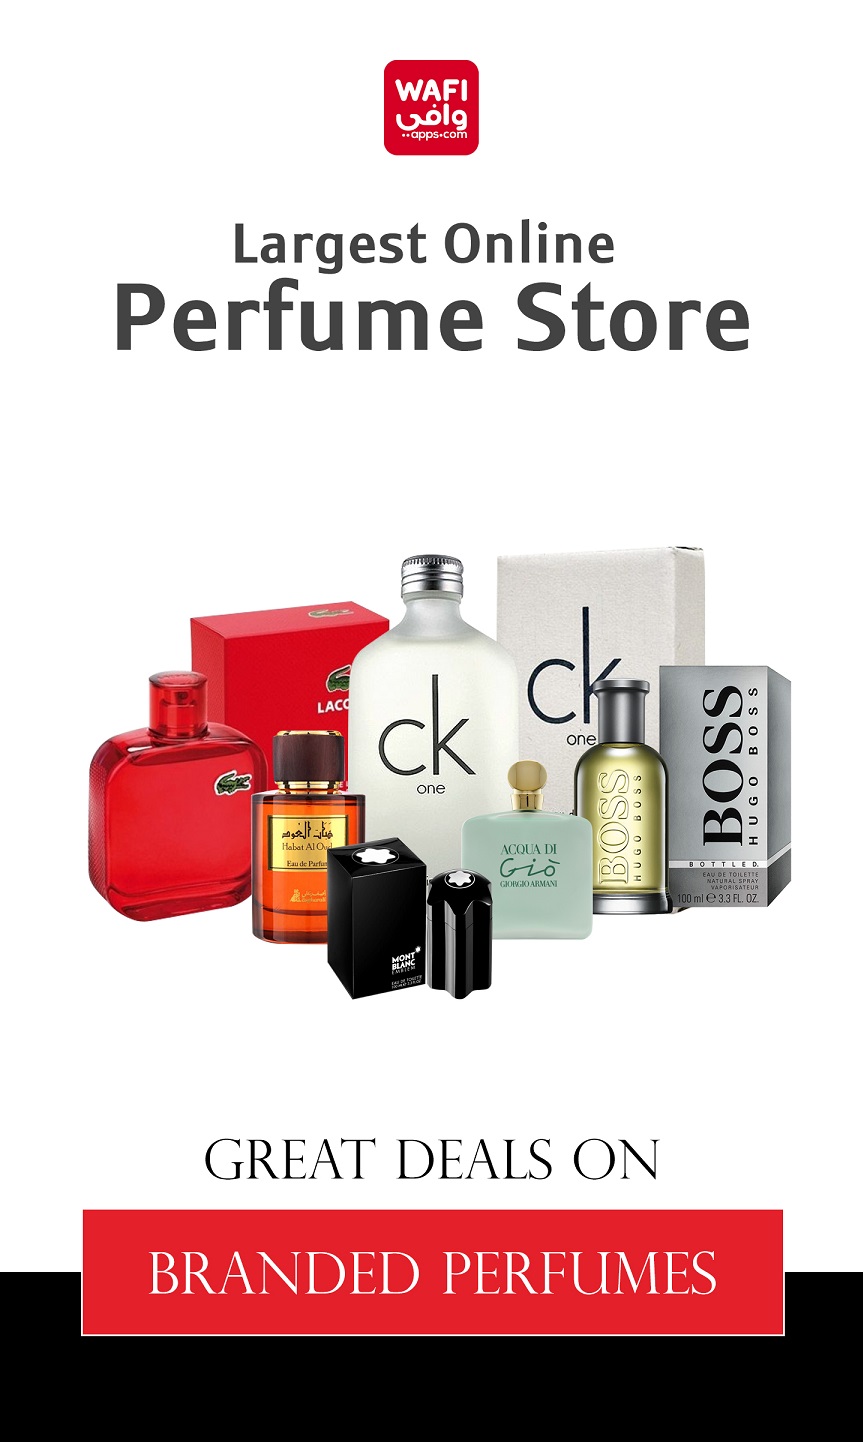 WAFI
وافي
apps.com
Largest Online
Perfume Store
LACO
ck
one
ck
one
Habat Al Oud
Eau de Parfum
ACQUA DI
Giò
GIORGIO ARMANI
BOSS
HUGO BOSS
BOSS
HUGO BOSS
BOTTLED.
EAU DE TOILETTE
NATURAL SPRAY
VAPORISATEUR
100 ml ℮ 3.3 FL. OZ.
MONT
BLANC
EMBLEM
GREAT DEALS ON
BRANDED PERFUMES